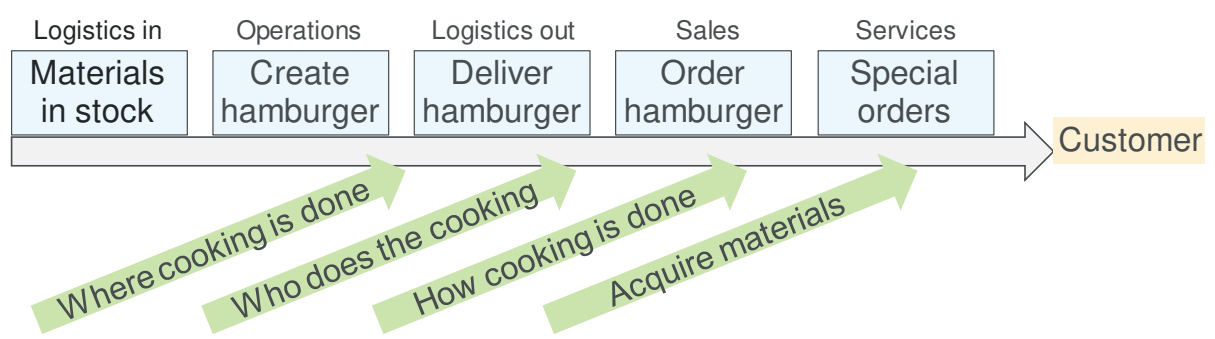 Logistics in
Operations
Logistics out
Sales
Services
Materials
in stock
Create
hamburger
Deliver
hamburger
Order
hamburger
Special
orders
Customer
Where cooking is done
Who does the cooking
How cooking is done
Acquire materials